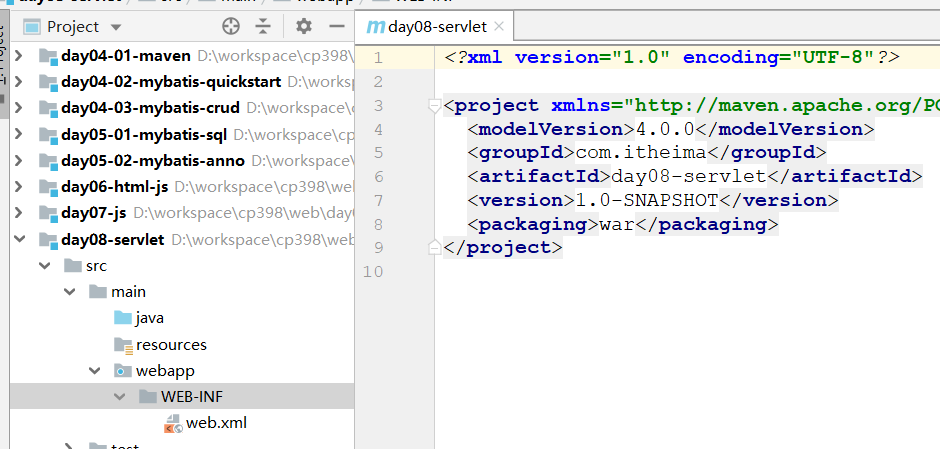 Project
day04-01-maven D:\workspace\cp398\
day04-02-mybatis-quickstart D:\
day04-03-mybatis-crud D:\works
day05-01-mybatis-sql D:\workspace\cp
day05-02-mybatis-anno D:\works
day06-html-js D:\workspace\cp398\we
day07-js D:\workspace\cp398\web\day0
day08-servlet D:\workspace\cp398\web
src
main
java
resources
webapp
WEB-INF
web.xml
day08-servlet
1 <?xml version="1.0" encoding="UTF-8"?>
2
3 <project xmlns="http://maven.apache.org/PO
4 <modelVersion>4.0.0</modelVersion>
5 <groupId>com.itheima</groupId>
6 <artifactId>day08-servlet</artifactId>
7 <version>1.0-SNAPSHOT</version>
8 <packaging>war</packaging>
9 </project>
10